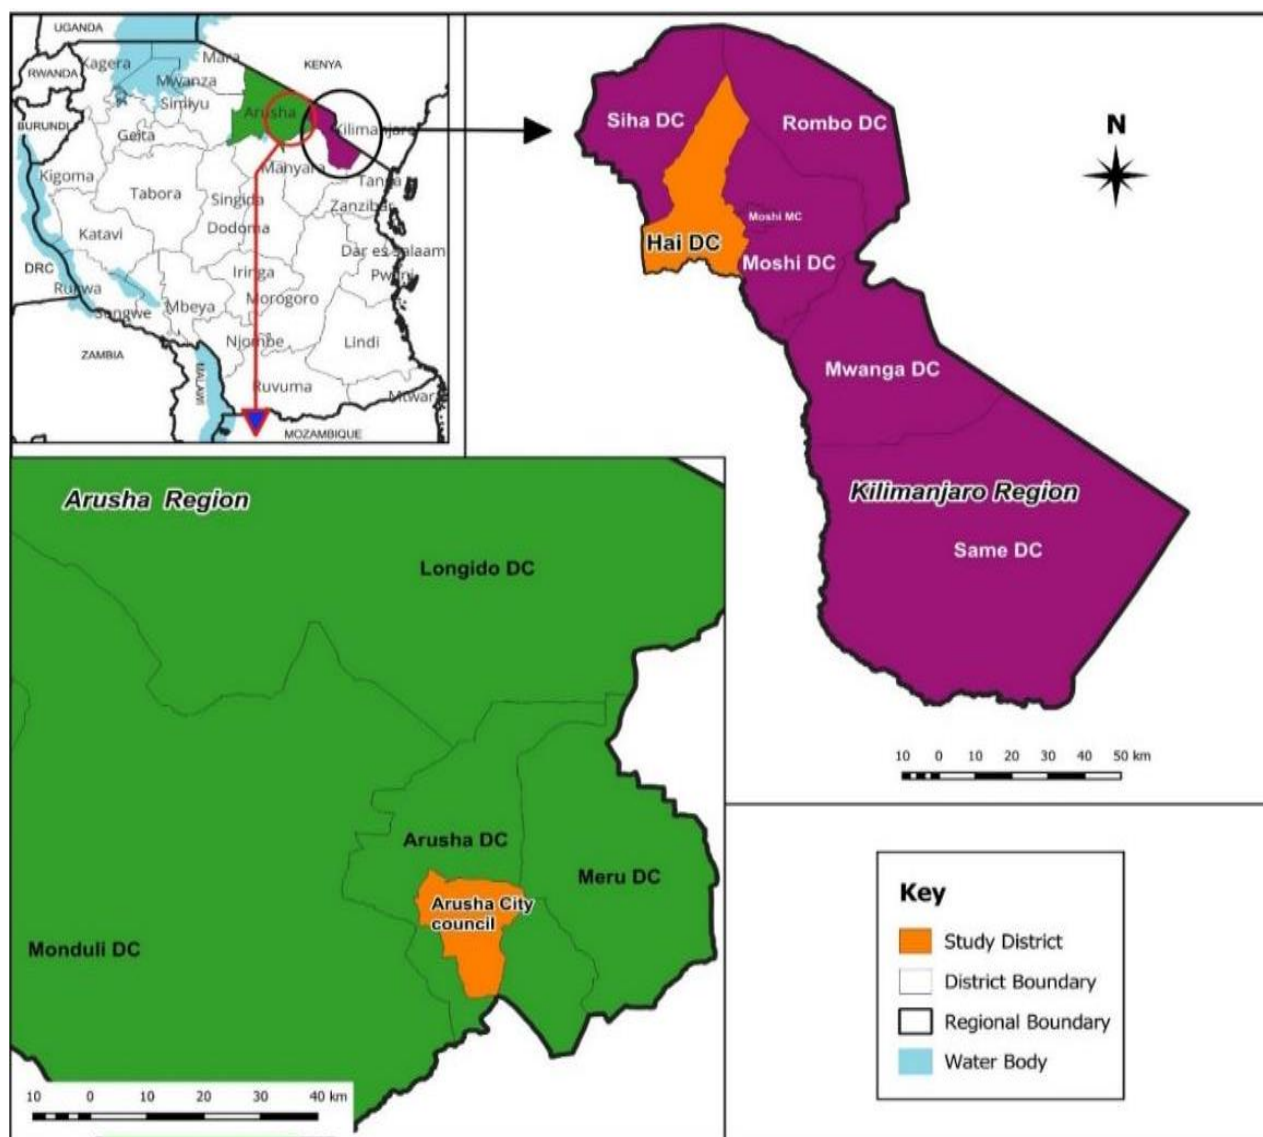 UGANDA
Kagera
Mara
KENYA
RWANDA
Mwanza
Simiyu
Arusha
Kilimanjaro
BURUNDI
Geita
Manyara
Kigoma
Tabora
Singida
Tanga
Zanzibar
Katavi
Dodoma
Dar es Salaam
DRC
Iringa
Pwani
Rukwa
Mbeya
Morogoro
Songwe
Njombe
Lindi
ZAMBIA
MALAWI
Ruvuma
Mtwara
MOZAMBIQUE
Siha DC
Rombo DC
N
Moshi MC
Hai DC
Moshi DC
Mwanga DC
Kilimanjaro Region
Same DC
10 0 10 20 30 40 50 km
Arusha Region
Longido DC
Arusha DC
Meru DC
Arusha City
council
Monduli DC
10 0 10 20 30 40 km
Key
Study District
District Boundary
Regional Boundary
Water Body